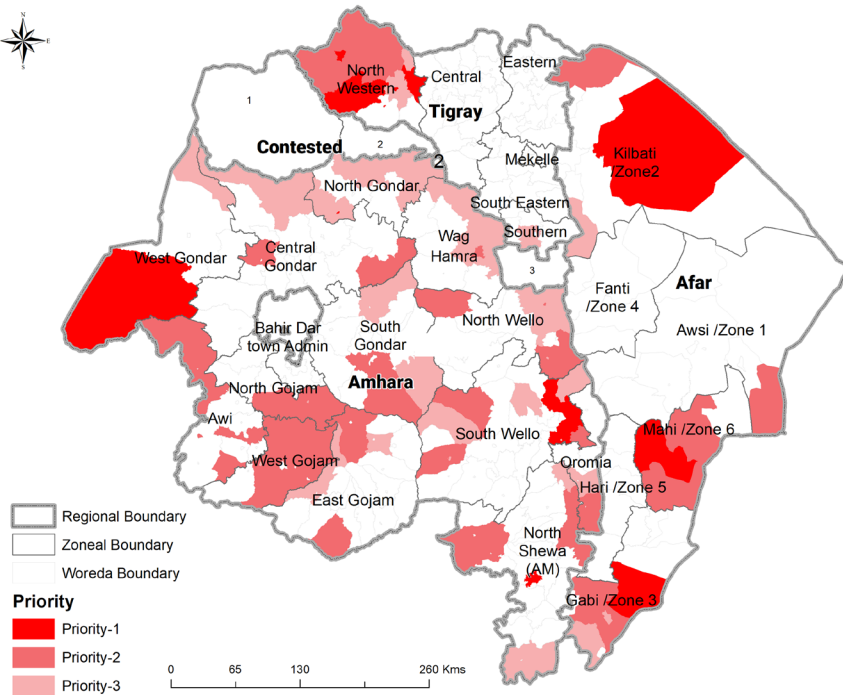 N
E
S
Eastern
Central
North
Western
Tigray
1
Contested
2
2
Mekelle
Kilbati
/Zone2
North Gondar
South Eastern
Southern
Wag
Hamra
West Gondar
Central
Gondar
3
Fanti
/Zone 4
Afar
Bahir Dar
town Admin
South
Gondar
North Wello
Awsi /Zone 1
Amhara
North Gojam
Awi
South Wello
Mahi /Zone 6
West Gojam
Oromia
Hari /Zone 5
East Gojam
North
Shewa
(AM)
Gabi /Zone 3
Regional Boundary
Zoneal Boundary
Woreda Boundary
Priority
Priority-1
Priority-2
Priority-3
0 65 130 260 Kms